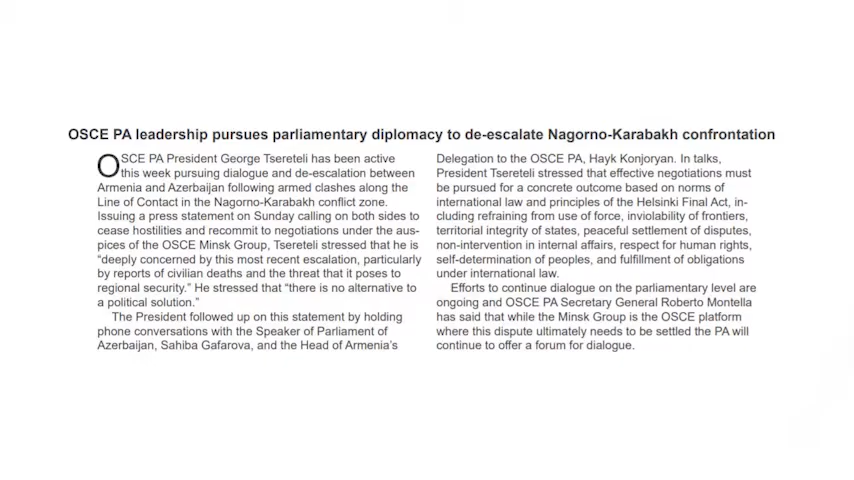 OSCE PA leadership pursues parliamentary diplomacy to de-escalate Nagorno-Karabakh confrontation
OSCE PA President George Tsereteli has been active
this week pursuing dialogue and de-escalation between
Armenia and Azerbaijan following armed clashes along the
Line of Contact in the Nagorno-Karabakh conflict zone.
Issuing a press statement on Sunday calling on both sides to
cease hostilities and recommit to negotiations under the aus-
pices of the OSCE Minsk Group, Tsereteli stressed that he is
“deeply concerned by this most recent escalation, particularly
by reports of civilian deaths and the threat that it poses to
regional security.” He stressed that “there is no alternative to
a political solution.”
The President followed up on this statement by holding
phone conversations with the Speaker of Parliament of
Azerbaijan, Sahiba Gafarova, and the Head of Armenia’s
Delegation to the OSCE PA, Hayk Konjoryan. In talks,
President Tsereteli stressed that effective negotiations must
be pursued for a concrete outcome based on norms of
international law and principles of the Helsinki Final Act, in-
cluding refraining from use of force, inviolability of frontiers,
territorial integrity of states, peaceful settlement of disputes,
non-intervention in internal affairs, respect for human rights,
self-determination of peoples, and fulfillment of obligations
under international law.
Efforts to continue dialogue on the parliamentary level are
ongoing and OSCE PA Secretary General Roberto Montella
has said that while the Minsk Group is the OSCE platform
where this dispute ultimately needs to be settled the PA will
continue to offer a forum for dialogue.